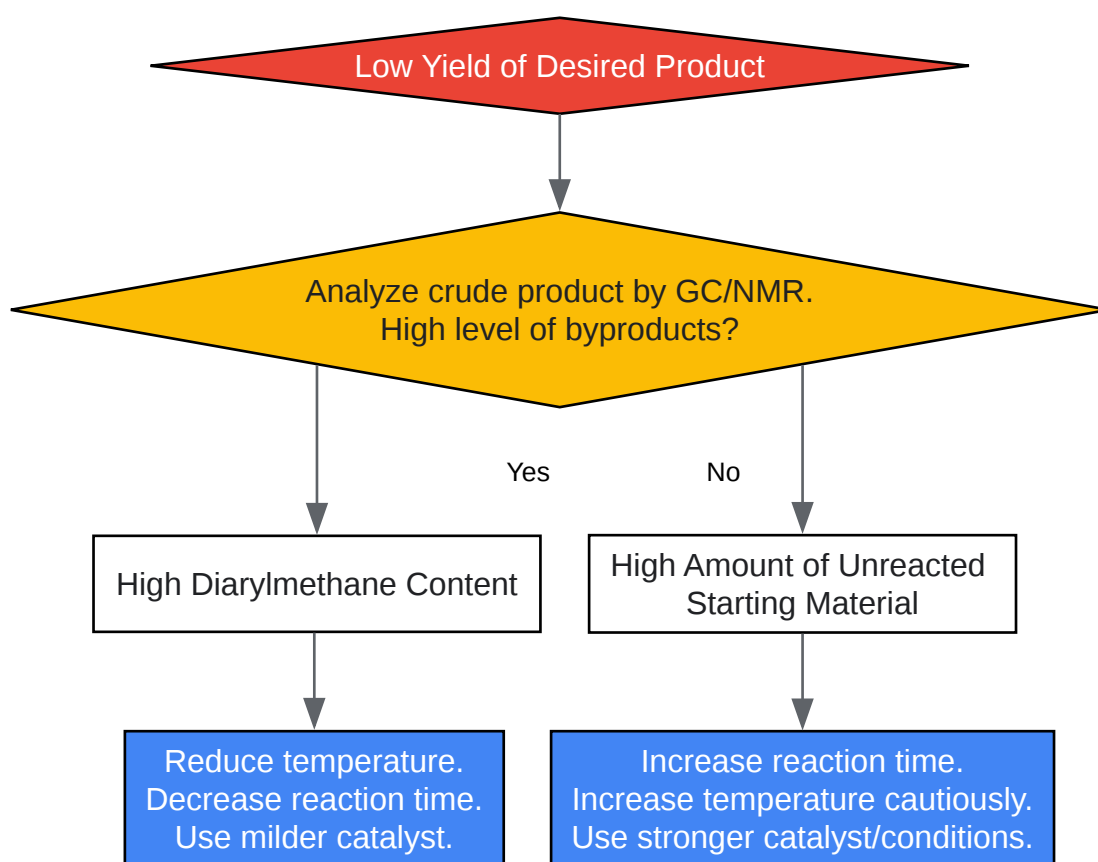 Low Yield of Desired Product
Analyze crude product by GC/NMR.
High level of byproducts?
Yes
No
High Diarylmethane Content
High Amount of Unreacted
Starting Material
Reduce temperature.
Decrease reaction time.
Use milder catalyst.
Increase reaction time.
Increase temperature cautiously.
Use stronger catalyst/conditions.